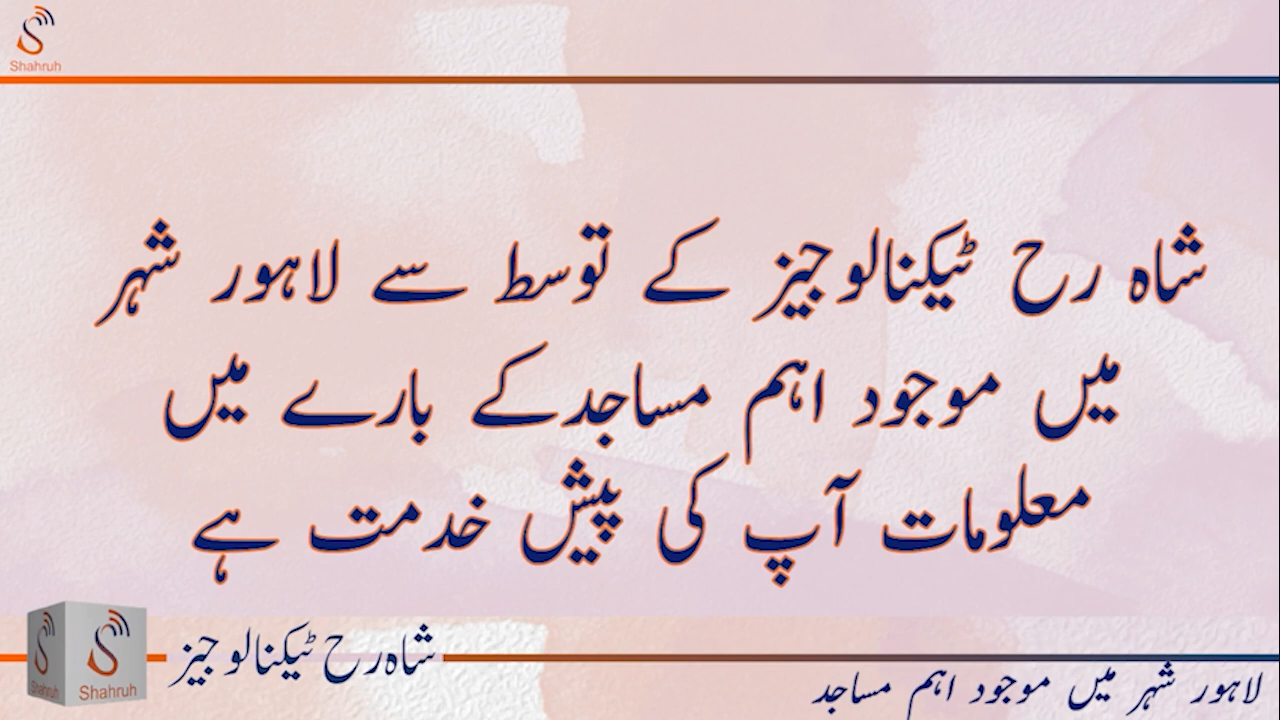 Shahruh
شاہ رح ٹیکنالوجیز کے توسط سے لاہور شہر
میں موجود اہم مساجد کے بارے میں
معلومات آپ کی پیش خدمت ہے
Shahruh
Shahruh
شاہ رح ٹیکنالوجیز
لاہور شہر میں موجود اہم مساجد